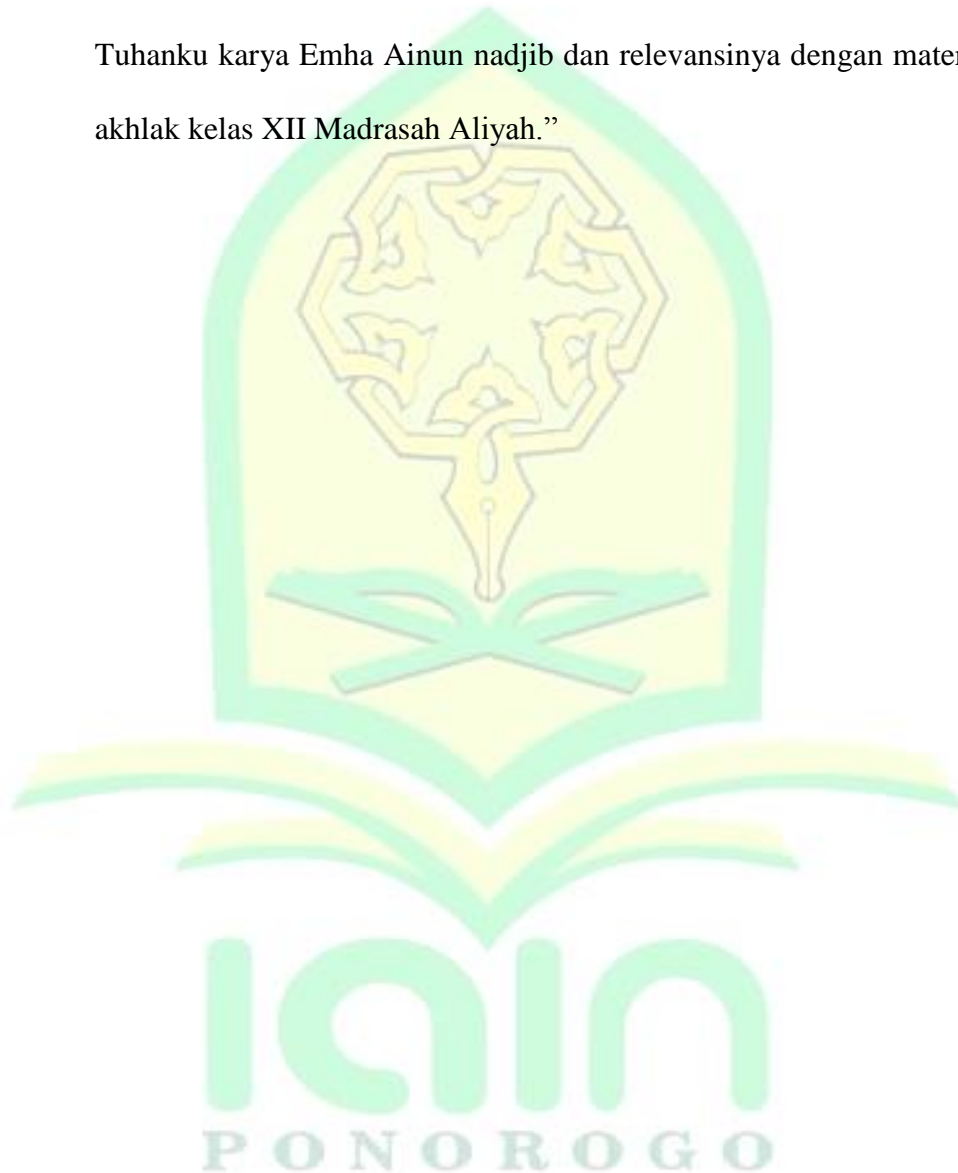 Tuhanku karya Emha Ainun nadjib dan relevansinya dengan mater
akhlak kelas XII Madrasah Aliyah.”
iain
PONOROGO